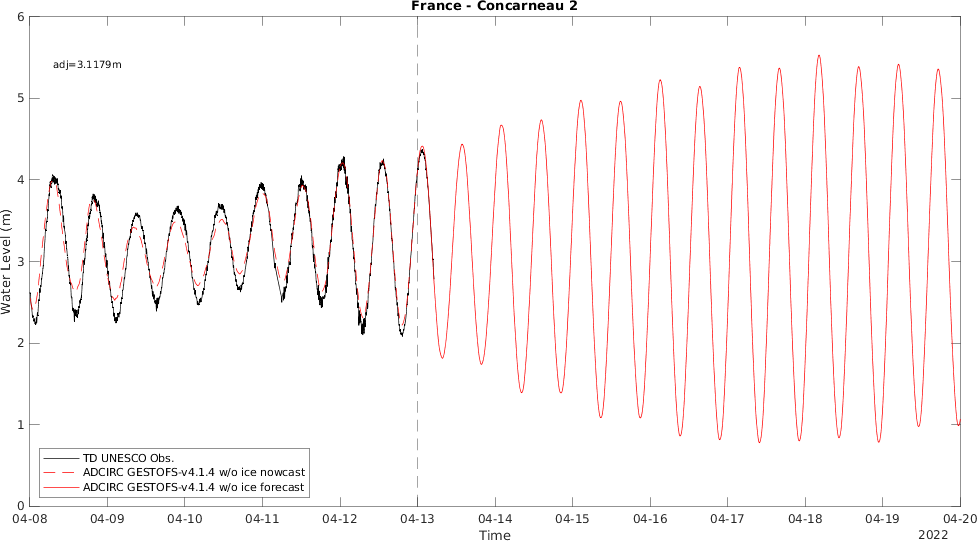 France - Concarneau 2
adj=3.1179m
6
5
4
3
2
1
0
Water Level (m)
TD UNESCO Obs.
ADCIRC GESTOFS-v4.1.4 w/o ice nowcast
ADCIRC GESTOFS-v4.1.4 w/o ice forecast
04-08 04-09 04-10 04-11 04-12 04-13 04-14 04-15 04-16 04-17 04-18 04-19 04-20
Time
2022